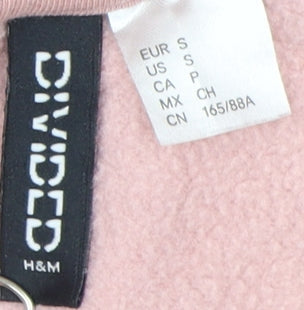 DIVIDED
H&M
EUR S
US S
CA P
MX CH
CN 165/88A